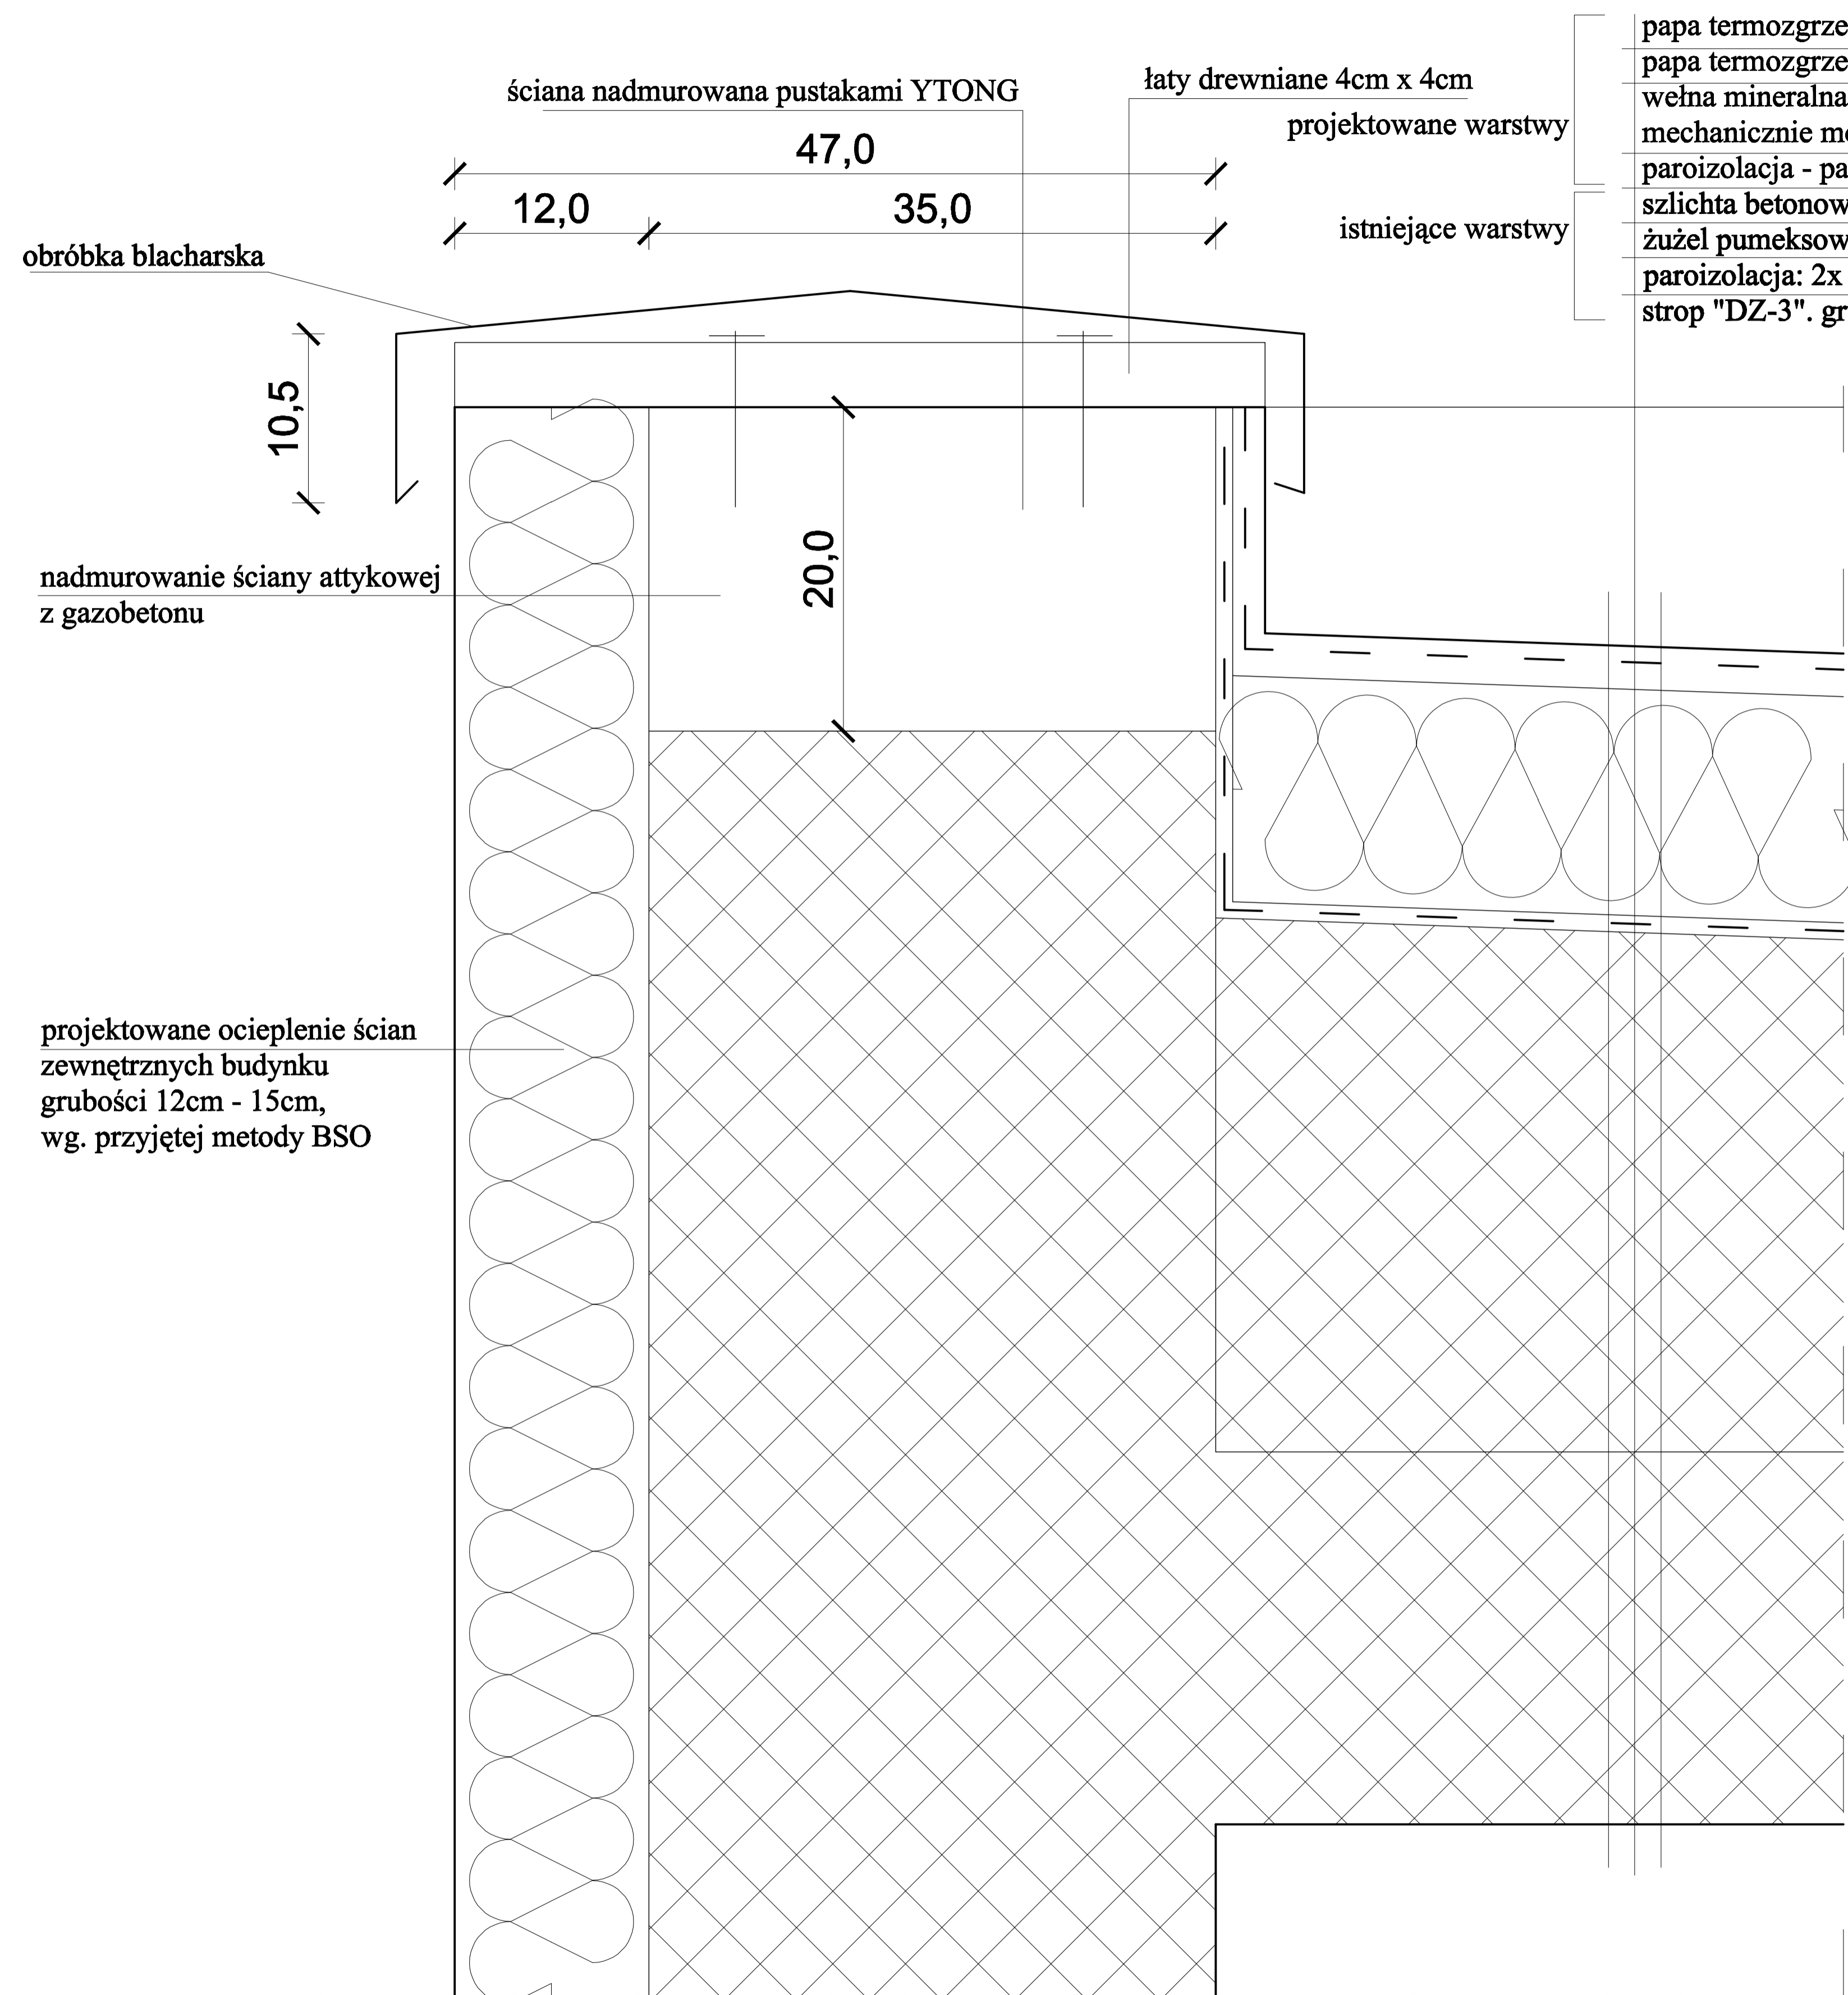 papa termozgrze
papa termozgrze
wełna mineralna
mechanicznie mo
paroizolacja - pa
szlichta betonow
żużel pumeksow
paroizolacja: 2x
strop "DZ-3". gr
projektowane warstwy
istniejące warstwy
łaty drewniane 4cm x 4cm
ściana nadmurowana pustakami YTONG
47,0
12,0
35,0
obróbka blacharska
10,5
20,0
nadmurowanie ściany attykowej
z gazobetonu
projektowane ocieplenie ścian
zewnętrznych budynku
grubości 12cm - 15cm,
wg. przyjętej metody BSO